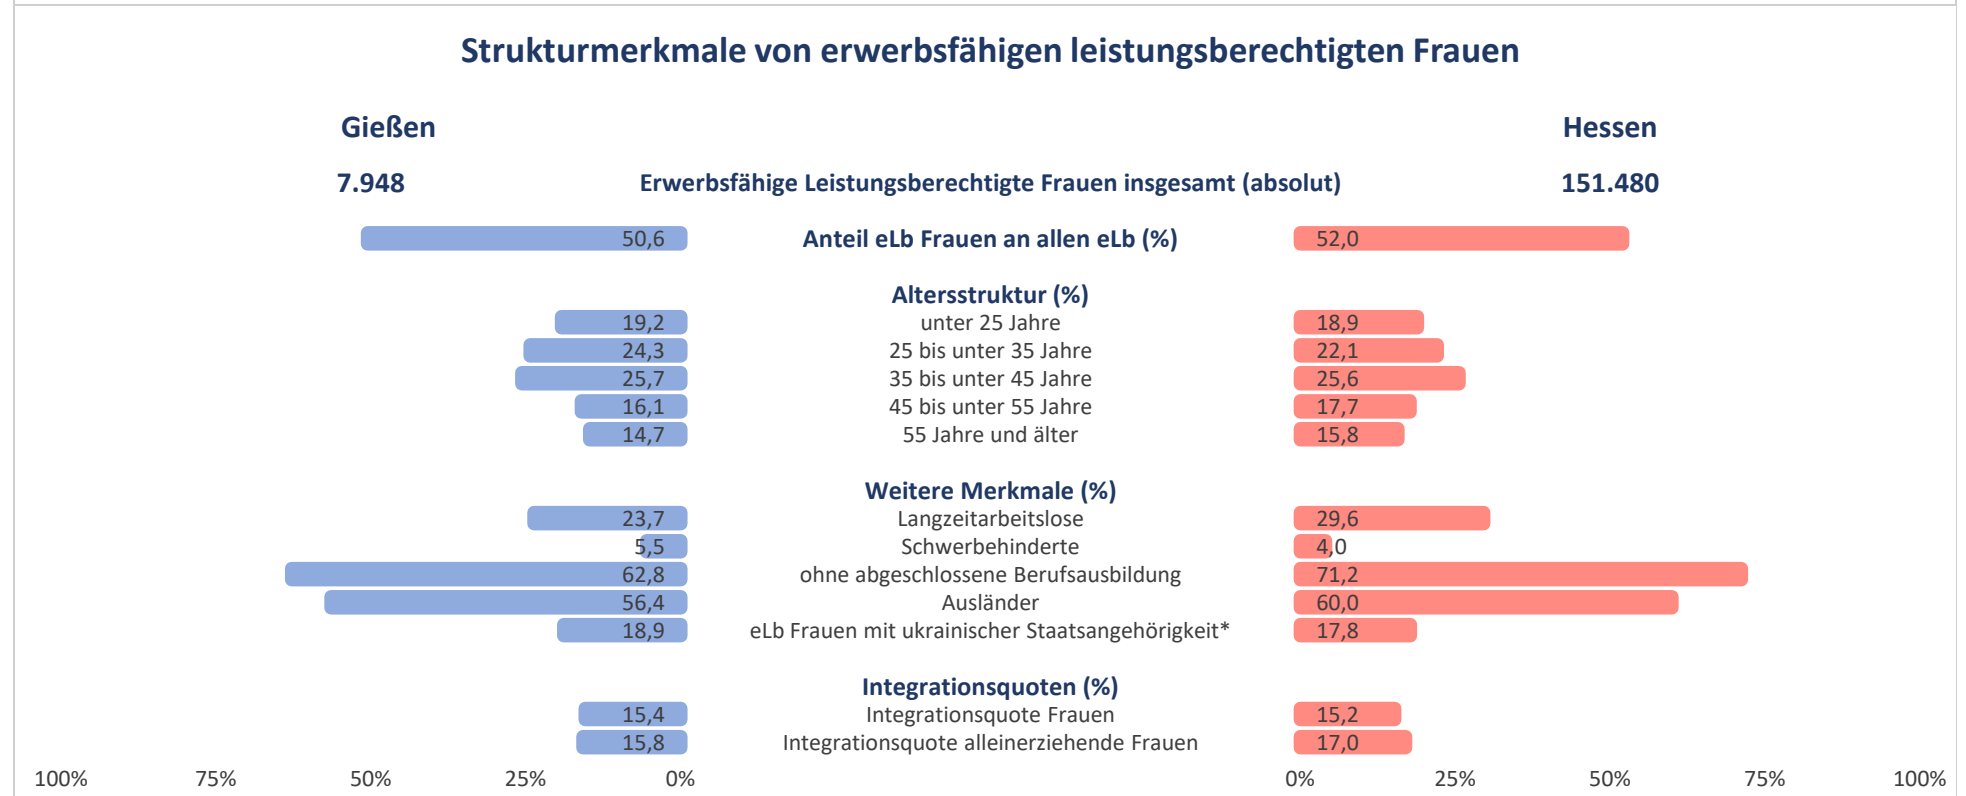 Strukturmerkmale von erwerbsfähigen leistungsberechtigten Frauen
Gießen Hessen
7.948 Erwerbsfähige Leistungsberechtigte Frauen insgesamt (absolut) 151.480
50,6 Anteil eLb Frauen an allen eLb (%) 52,0
Altersstruktur (%)
19,2 unter 25 Jahre 18,9
24,3 25 bis unter 35 Jahre 22,1
25,7 35 bis unter 45 Jahre 25,6
16,1 45 bis unter 55 Jahre 17,7
14,7 55 Jahre und älter 15,8
Weitere Merkmale (%)
23,7 Langzeitarbeitslose 29,6
5,5 Schwerbehinderte 4,0
62,8 ohne abgeschlossene Berufsausbildung 71,2
56,4 Ausländer 60,0
18,9 eLb Frauen mit ukrainischer Staatsangehörigkeit* 17,8
Integrationsquoten (%)
15,4 Integrationsquote Frauen 15,2
15,8 Integrationsquote alleinerziehende Frauen 17,0
100% 75% 50% 25% 0% 0% 25% 50% 75% 100%